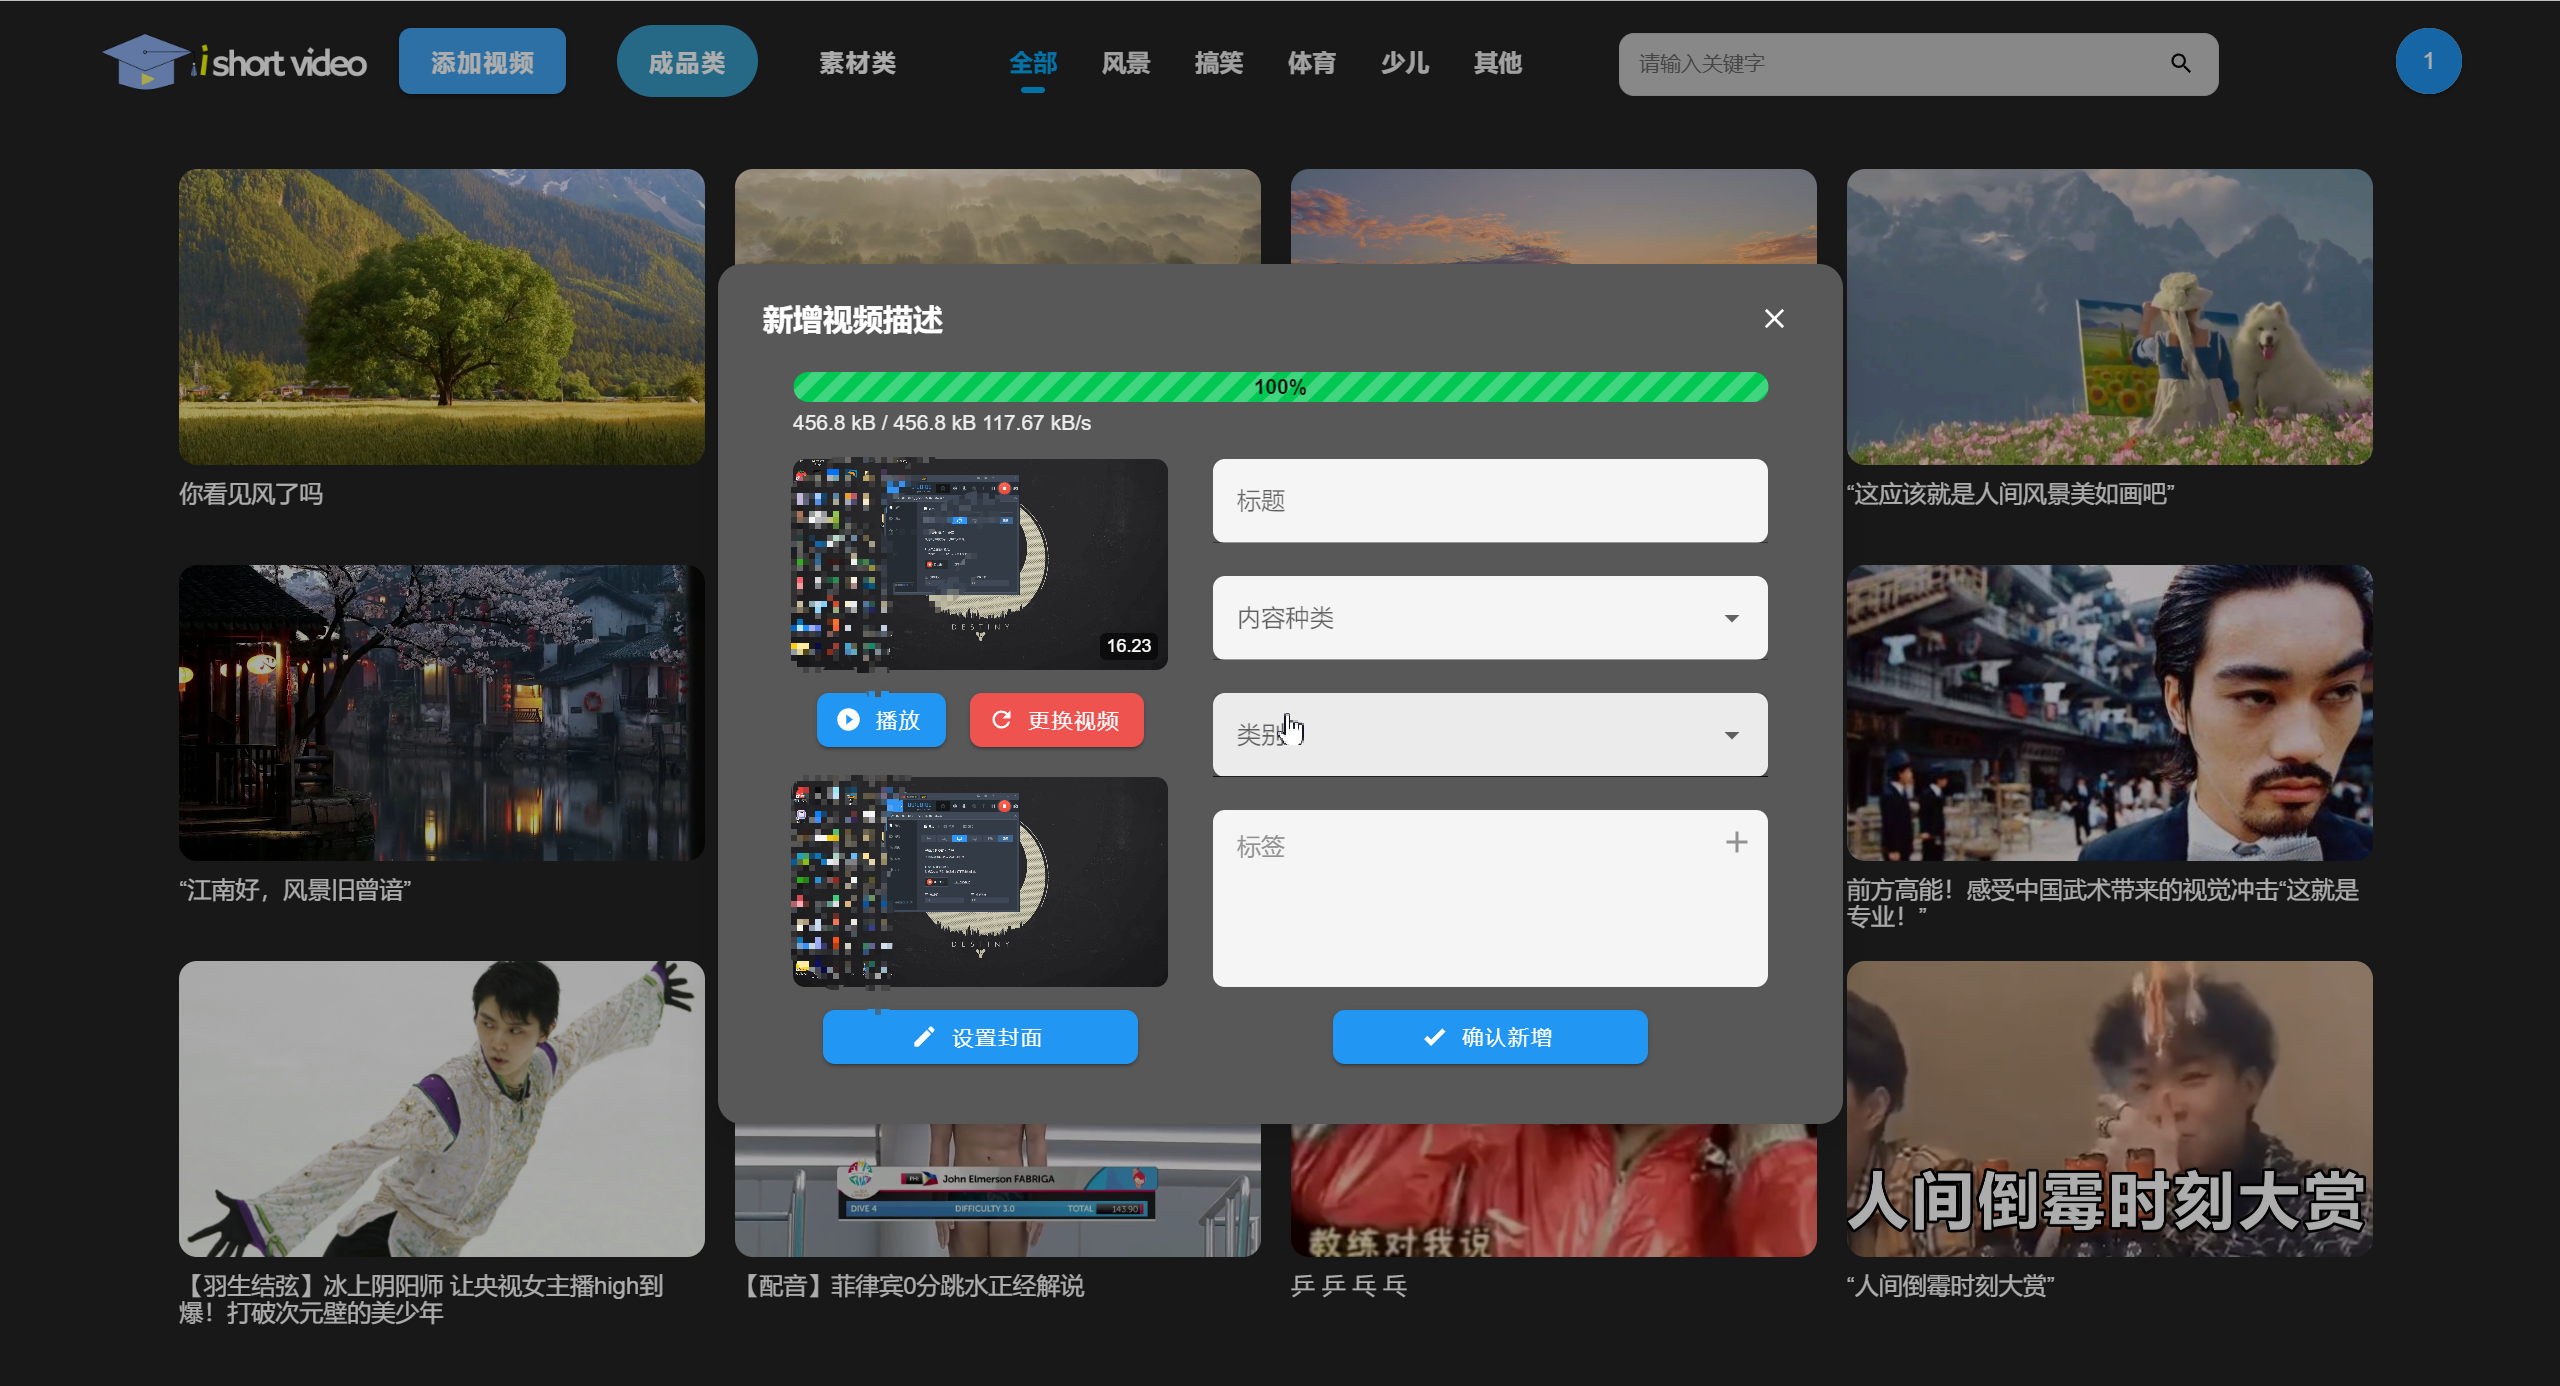 i short video
添加视频
成品类
素材类
全部
风景
搞笑
体育
少儿
其他
请输入关键字
1
新增视频描述
100%
456.8 kB / 456.8 kB 117.67 kB/s
标题
内容种类
DESTINY
16.23
播放
更换视频
类别
标签
DESTINY
设置封面
确认新增
你看见风了吗
“这应该就是人间风景美如画吧”
“江南好，风景旧曾谙”
前方高能！感受中国武术带来的视觉冲击“这就是
专业！”
PHI John Elmerson FABRIGA
DIVE 4 DIFFICULTY 3.0 TOTAL 143.90
教练对我说
人间倒霉时刻大赏
【羽生结弦】冰上阴阳师 让央视女主播high到
爆！打破次元壁的美少年
【配音】菲律宾0分跳水正经解说
乒 乒 乓 乓
“人间倒霉时刻大赏”